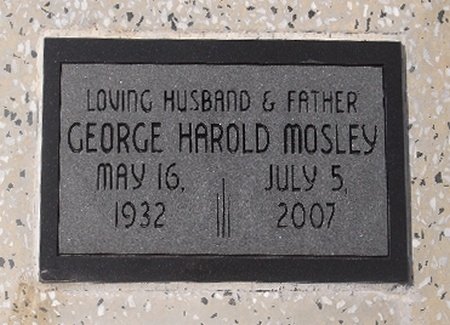 LOVING HUSBAND & FATHER
GEORGE HAROLD MOSLEY
MAY 16, JULY 5,
1932 2007